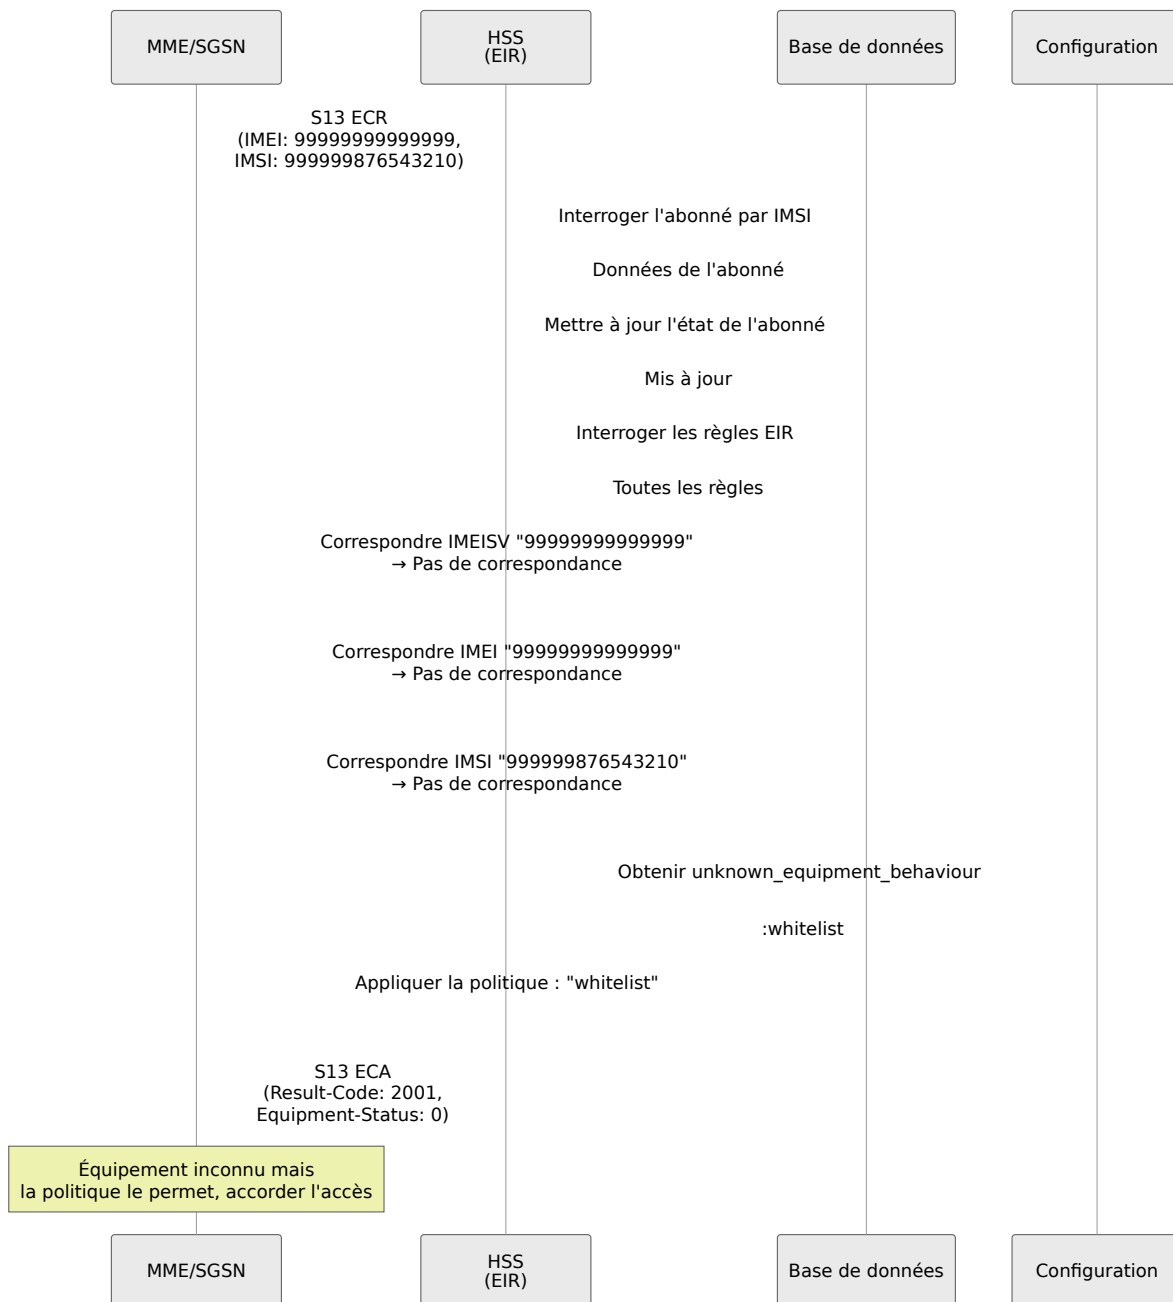 MME/SGSN
HSS
(EIR)
Base de données
Configuration
S13 ECR
(IMEI: 99999999999999,
IMSI: 999999876543210)
Interroger l'abonné par IMSI
Données de l'abonné
Mettre à jour l'état de l'abonné
Mis à jour
Interroger les règles EIR
Toutes les règles
Correspondre IMEISV "99999999999999"
→ Pas de correspondance
Correspondre IMEI "99999999999999"
→ Pas de correspondance
Correspondre IMSI "999999876543210"
→ Pas de correspondance
Obtenir unknown_equipment_behaviour
:whitelist
Appliquer la politique : "whitelist"
S13 ECA
(Result-Code: 2001,
Equipment-Status: 0)
Équipement inconnu mais
la politique le permet, accorder l'accès
MME/SGSN
HSS
(EIR)
Base de données
Configuration